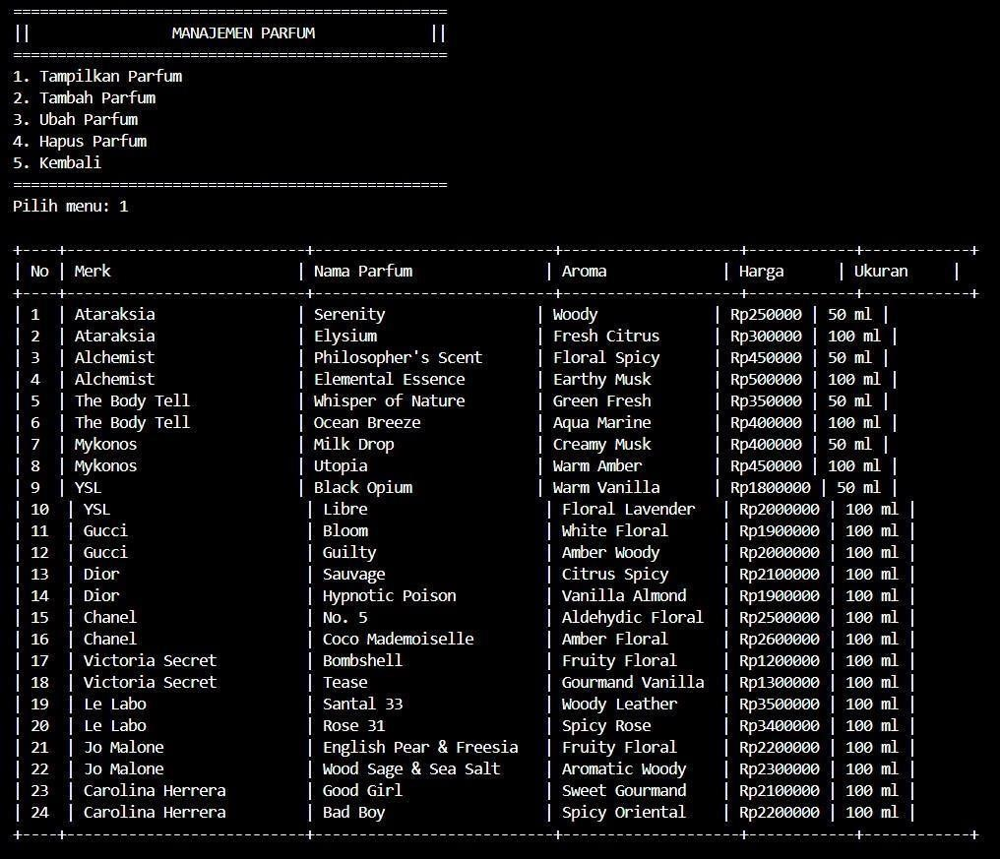 =================================================
||                MANAJEMEN PARFUM             ||
=================================================
1. Tampilkan Parfum
2. Tambah Parfum
3. Ubah Parfum
4. Hapus Parfum
5. Kembali
=================================================
Pilih menu: 1
+----+---------------------------+---------------------------+--------------------+------------+------------+
| No | Merk                      | Nama Parfum               | Aroma              | Harga      | Ukuran     |
+----+---------------------------+---------------------------+--------------------+------------+------------+
| 1  | Ataraksia                 | Serenity                 | Woody              | Rp250000 | 50 ml |
| 2  | Ataraksia                 | Elysium                  | Fresh Citrus       | Rp300000 | 100 ml |
| 3  | Alchemist                 | Philosopher's Scent      | Floral Spicy       | Rp450000 | 50 ml |
| 4  | Alchemist                 | Elemental Essence        | Earthy Musk        | Rp500000 | 100 ml |
| 5  | The Body Tell             | Whisper of Nature        | Green Fresh        | Rp350000 | 50 ml |
| 6  | The Body Tell             | Ocean Breeze             | Aqua Marine        | Rp400000 | 100 ml |
| 7  | Mykonos                   | Milk Drop                | Creamy Musk        | Rp400000 | 50 ml |
| 8  | Mykonos                   | Utopia                   | Warm Amber         | Rp450000 | 100 ml |
| 9  | YSL                       | Black Opium              | Warm Vanilla       | Rp1800000 | 50 ml |
| 10  | YSL                       | Libre                    | Floral Lavender    | Rp2000000 | 100 ml |
| 11  | Gucci                     | Bloom                    | White Floral       | Rp1900000 | 100 ml |
| 12  | Gucci                     | Guilty                   | Amber Woody        | Rp2000000 | 100 ml |
| 13  | Dior                      | Sauvage                  | Citrus Spicy       | Rp2100000 | 100 ml |
| 14  | Dior                      | Hypnotic Poison          | Vanilla Almond     | Rp1900000 | 100 ml |
| 15  | Chanel                    | No. 5                    | Aldehydic Floral   | Rp2500000 | 100 ml |
| 16  | Chanel                    | Coco Mademoiselle        | Amber Floral       | Rp2600000 | 100 ml |
| 17  | Victoria Secret           | Bombshell                | Fruity Floral      | Rp1200000 | 100 ml |
| 18  | Victoria Secret           | Tease                    | Gourmand Vanilla   | Rp1300000 | 100 ml |
| 19  | Le Labo                   | Santal 33                | Woody Leather      | Rp3500000 | 100 ml |
| 20  | Le Labo                   | Rose 31                  | Spicy Rose         | Rp3400000 | 100 ml |
| 21  | Jo Malone                 | English Pear & Freesia   | Fruity Floral      | Rp2200000 | 100 ml |
| 22  | Jo Malone                 | Wood Sage & Sea Salt     | Aromatic Woody     | Rp2300000 | 100 ml |
| 23  | Carolina Herrera          | Good Girl                | Sweet Gourmand     | Rp2100000 | 100 ml |
| 24  | Carolina Herrera          | Bad Boy                  | Spicy Oriental     | Rp2200000 | 100 ml |
+----+---------------------------+---------------------------+--------------------+------------+------------+